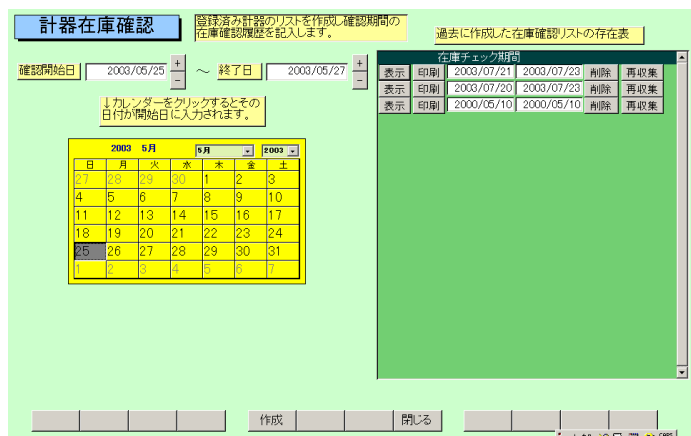 計器在庫確認
登録済み計器のリストを作成し確認期間の
在庫確認履歴を記入します。
過去に作成した在庫確認リストの存在表
確認開始日 2003/05/25 + - ～ 終了日 2003/05/27 + -
↓カレンダーをクリックするとその
日付が開始日に入力されます。
在庫チェック期間
表示 印刷 2003/07/21 2003/07/23 削除 再収集
表示 印刷 2003/07/20 2003/07/23 削除 再収集
表示 印刷 2000/05/10 2000/05/10 削除 再収集
2003 5月 5月 2003
日 月 火 水 木 金 土
27 28 29 30 1 2 3
4 5 6 7 8 9 10
11 12 13 14 15 16 17
18 19 20 21 22 23 24
25 26 27 28 29 30 31
1 2 3 4 5 6 7
作成 閉じる